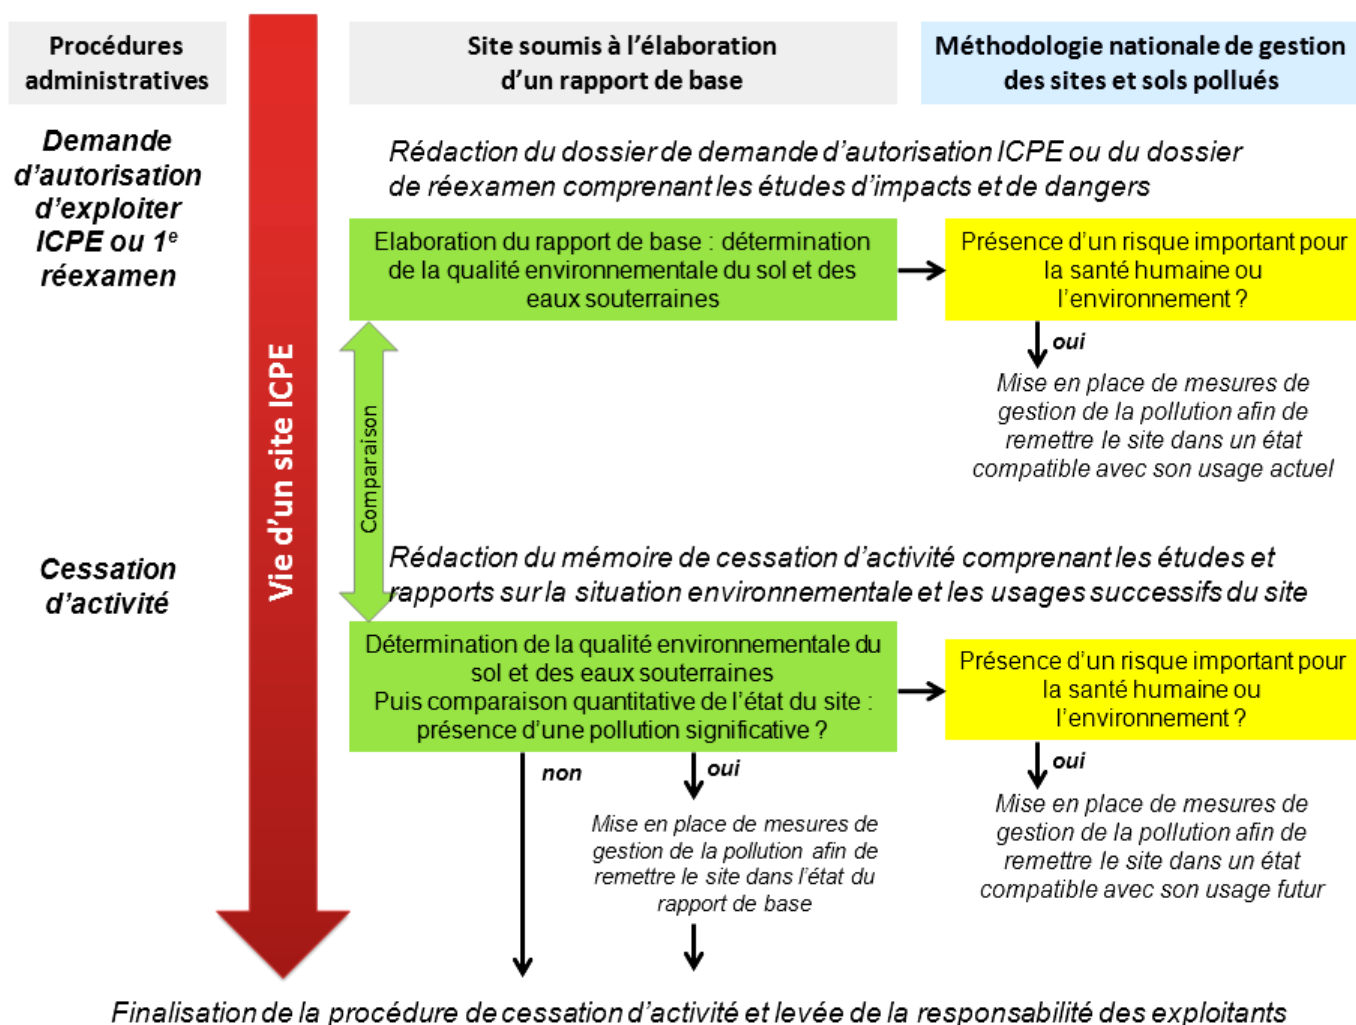 Procédures
administratives
Site soumis à l'élaboration
d'un rapport de base
Méthodologie nationale de gestion
des sites et sols pollués
Demande
d'autorisation
d'exploiter
ICPE ou 1e
réexamen
Rédaction du dossier de demande d'autorisation ICPE ou du dossier
de réexamen comprenant les études d'impacts et de dangers
Elaboration du rapport de base : détermination
de la qualité environnementale du sol et des
eaux souterraines
Présence d'un risque important pour
la santé humaine ou
l'environnement ?
oui
Mise en place de mesures de
gestion de la pollution afin de
remettre le site dans un état
compatible avec son usage actuel
Vie d'un site ICPE
Comparaison
Cessation
d'activité
Rédaction du mémoire de cessation d'activité comprenant les études et
rapports sur la situation environnementale et les usages successifs du site
Détermination de la qualité environnementale du
sol et des eaux souterraines
Puis comparaison quantitative de l'état du site :
présence d'une pollution significative ?
Présence d'un risque important pour
la santé humaine ou
l'environnement ?
non
oui
oui
Mise en place de mesures de
gestion de la pollution afin de
remettre le site dans l'état du
rapport de base
Mise en place de mesures de
gestion de la pollution afin de
remettre le site dans un état
compatible avec son usage futur
Finalisation de la procédure de cessation d'activité et levée de la responsabilité des exploitants